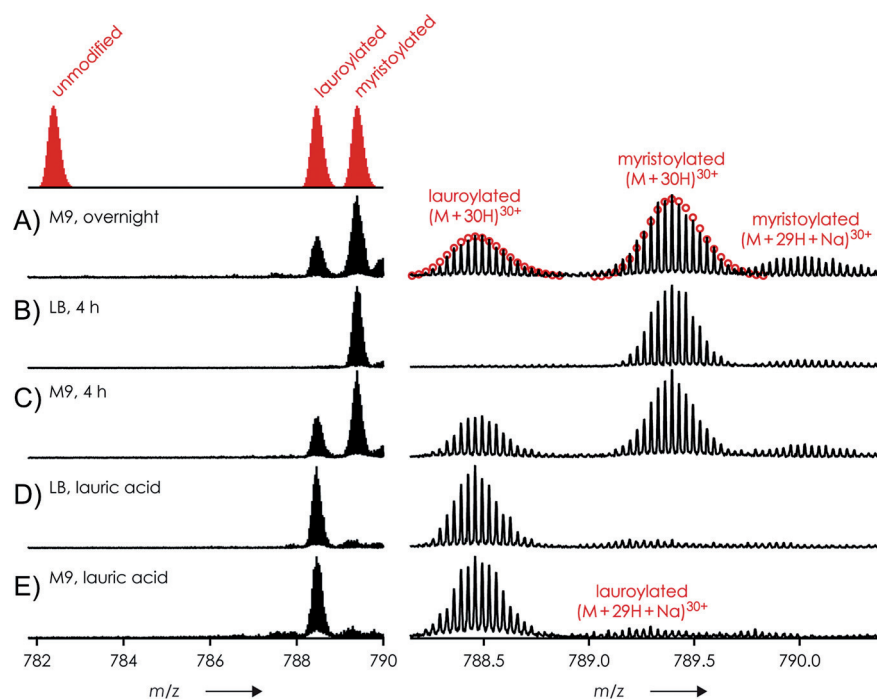 unmodified
lauroylated
myristoylated
A) M9, overnight
lauroylated
(M + 30H)³⁰⁺
myristoylated
(M + 30H)³⁰⁺
myristoylated
(M + 29H + Na)³⁰⁺
B) LB, 4 h
C) M9, 4 h
D) LB, lauric acid
E) M9, lauric acid
lauroylated
(M + 29H + Na)³⁰⁺
782 784 786 788 790 788.5 789.0 789.5 790.0
m/z m/z